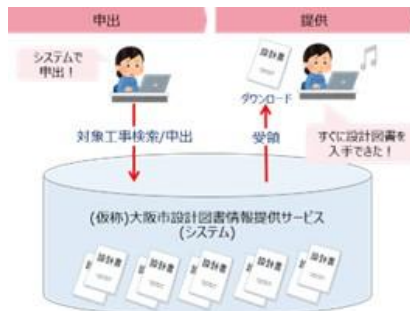 申出
提供
システムで
申出！
設計書
ダウンロード
すぐに設計図書を
入手できた！
対象工事検索/申出
受領
(仮称)大阪市設計図書情報提供サービス
(システム)
設計書
設計書
設計書
設計書
設計書